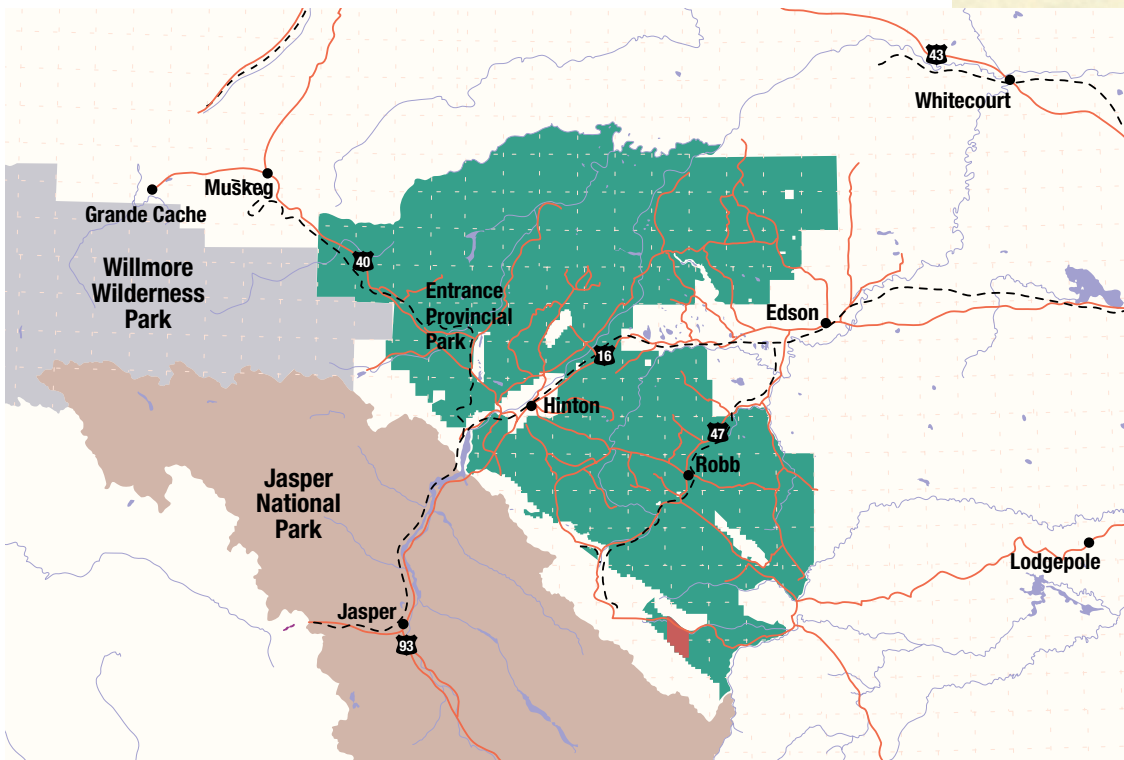 43
Whitecourt
Muskeg
Grande Cache
Willmore
Wilderness
Park
40
Entrance
Provincial
Park
Edson
16
Hinton
47
Robb
Jasper
National
Park
Lodgepole
Jasper
93